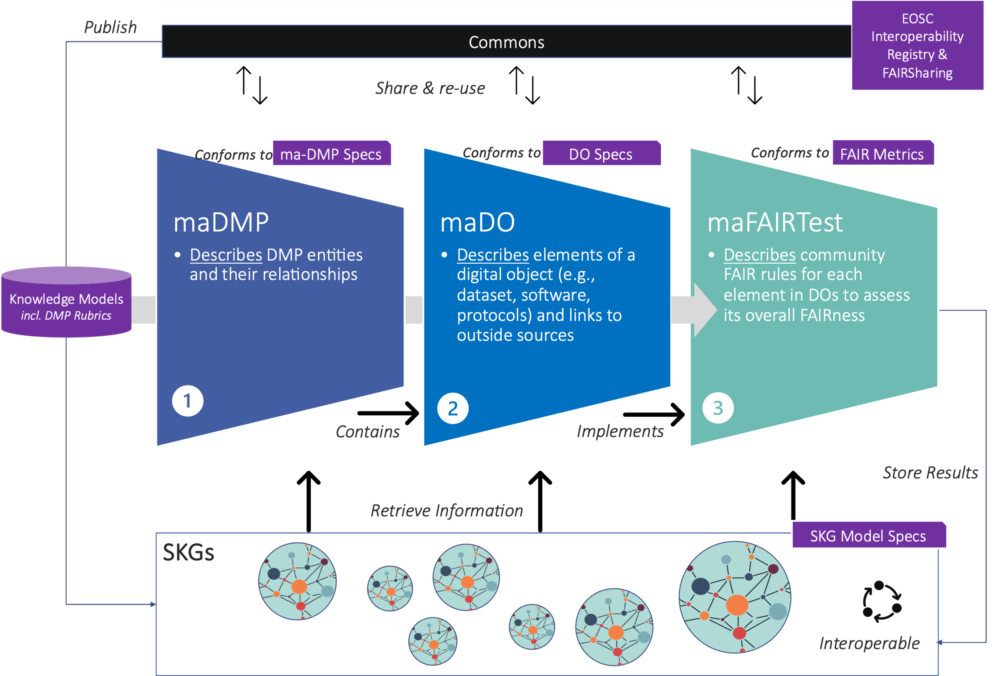 Publish
Commons
EOSC
Interoperability
Registry &
FAIRSharing
Share & re-use
Conforms to
ma-DMP Specs
Conforms to
DO Specs
Conforms to
FAIR Metrics
maDMP
• Describes DMP entities
and their relationships
1
maDO
• Describes elements of a
digital object (e.g.,
dataset, software,
protocols) and links to
outside sources
2
maFAIRTest
• Describes community
FAIR rules for each
element in DOs to assess
its overall FAIRness
3
Knowledge Models
incl. DMP Rubrics
Contains
Implements
Store Results
Retrieve Information
SKG Model Specs
SKGs
Interoperable